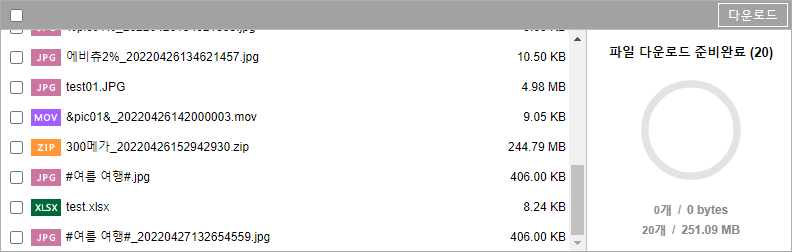 다운로드
JPG 에비츄2%_20220426134621457.jpg 10.50 KB
JPG test01.JPG 4.98 MB
MOV &pic01&_20220426142000003.mov 9.05 KB
ZIP 300메가_20220426152942930.zip 244.79 MB
JPG #여름 여행#.jpg 406.00 KB
XLSX test.xlsx 8.24 KB
JPG #여름 여행#_20220427132654559.jpg 406.00 KB
파일 다운로드 준비완료 (20)
0개 / 0 bytes
20개 / 251.09 MB